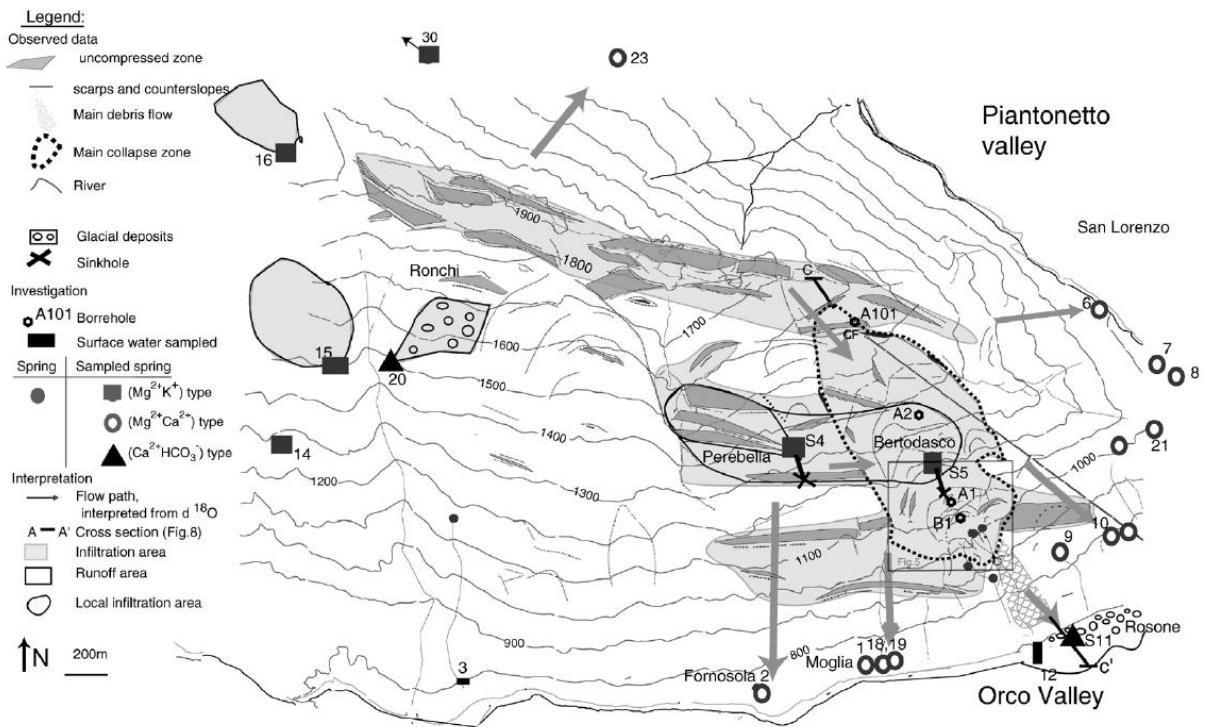 Legend:
Observed data
uncompressed zone
scarps and counterslopes
Main debris flow
Main collapse zone
River
Glacial deposits
Sinkhole
Investigation
A101 Borrehole
Surface water sampled
Spring Sampled spring
(Mg2+K+) type
(Mg2+Ca2+) type
(Ca2+HCO3-) type
Interpretation
Flow path,
interpreted from d 18O
A A' Cross section (Fig.8)
Infiltration area
Runoff area
Local infiltration area
N 200m
30
23
16
Piantonetto
valley
1900
1800
San Lorenzo
Ronchi
C
A101
CF
6
1700
1600
15
20
7
8
1500
A2
21
1400
S4
Bertodasco
Perebella
14
1200
S5
1000
1300
A1
B1
10
9
1100
Fig.5
900
800
Rosone
S11
1 18,19
Moglia
3
Fornosola 2
12
C'
Orco Valley